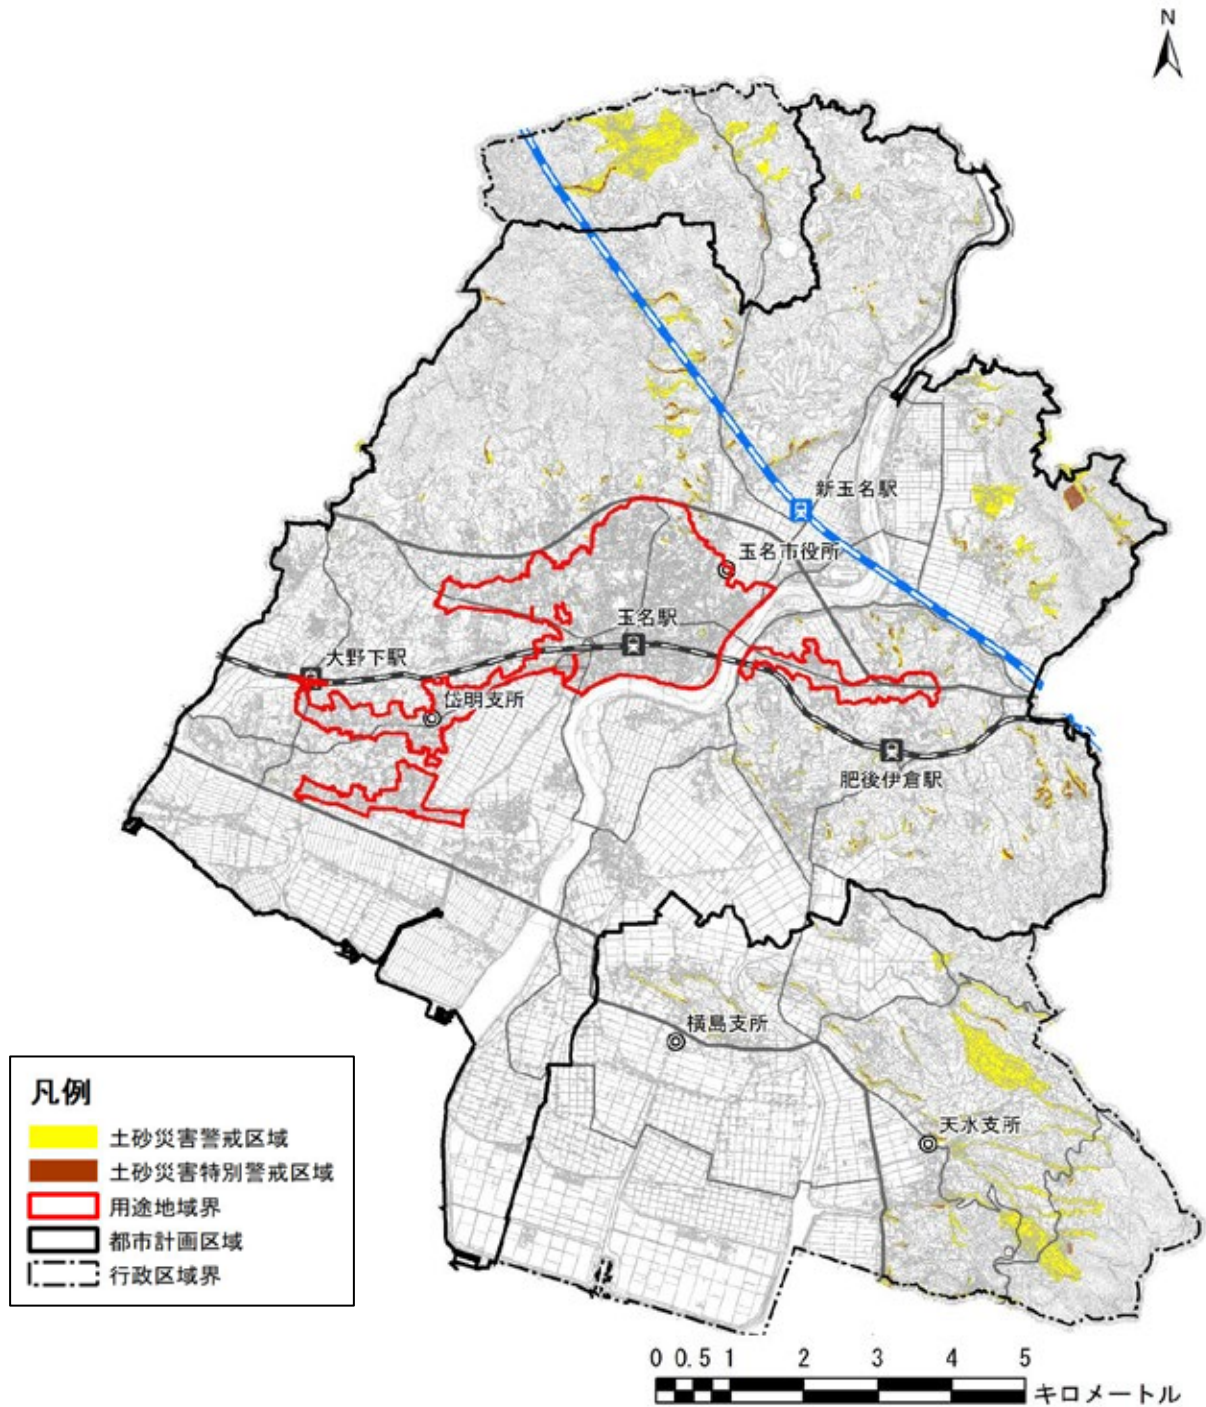 N
新玉名駅
玉名市役所
玉名駅
大野下駅
岱明支所
肥後伊倉駅
横島支所
天水支所
凡例
土砂災害警戒区域
土砂災害特別警戒区域
用途地域界
都市計画区域
行政区域界
0 0.5 1 2 3 4 5
キロメートル